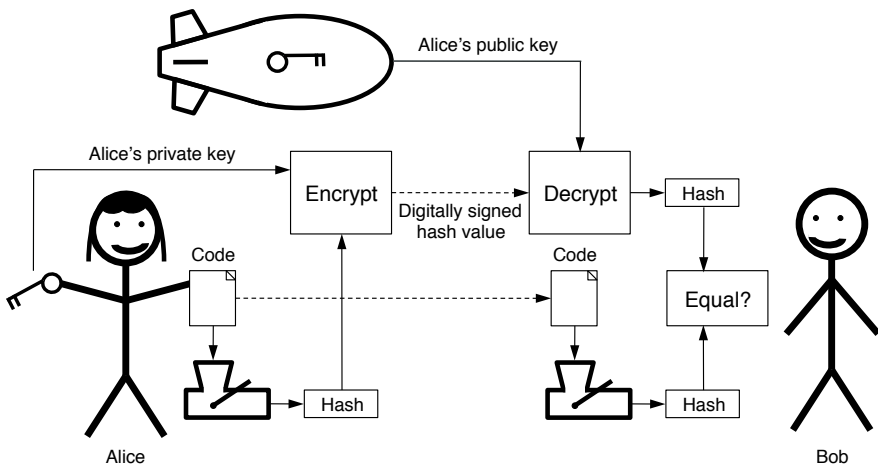 Alice’s public key
Alice’s private key
Encrypt
Decrypt
Hash
Digitally signed
hash value
Code
Code
Equal?
Hash
Hash
Alice
Bob